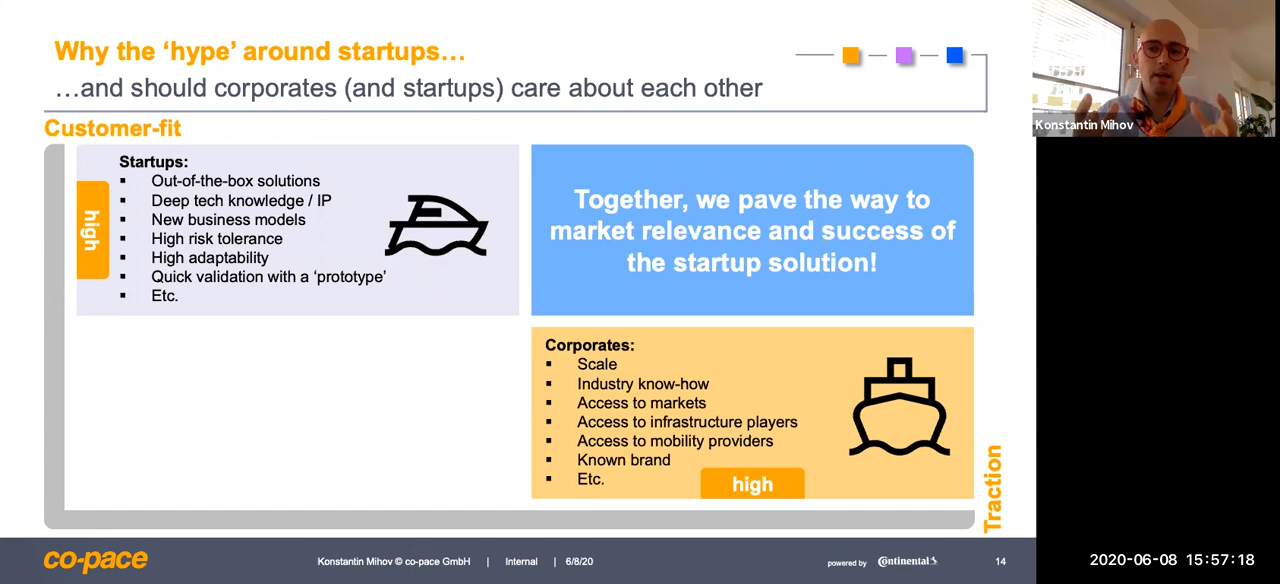 Why the ‘hype’ around startups…
…and should corporates (and startups) care about each other
Konstantin Mihov
Customer-fit
high
Startups:
▪ Out-of-the-box solutions
▪ Deep tech knowledge / IP
▪ New business models
▪ High risk tolerance
▪ High adaptability
▪ Quick validation with a ‘prototype’
▪ Etc.
Together, we pave the way to
market relevance and success of
the startup solution!
Corporates:
▪ Scale
▪ Industry know-how
▪ Access to markets
▪ Access to infrastructure players
▪ Access to mobility providers
▪ Known brand
▪ Etc.
high
Traction
co-pace
Konstantin Mihov © co-pace GmbH | Internal | 6/8/20
powered by Continental
14
2020-06-08 15:57:18